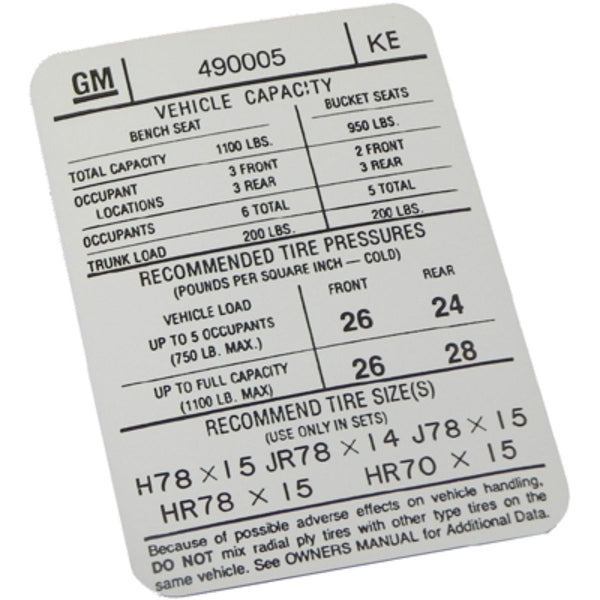 GM 490005 KE
VEHICLE CAPACITY
BENCH SEAT BUCKET SEATS
TOTAL CAPACITY 1100 LBS. 950 LBS.
OCCUPANT 3 FRONT 2 FRONT
LOCATIONS 3 REAR 3 REAR
OCCUPANTS 6 TOTAL 5 TOTAL
TRUNK LOAD 200 LBS. 200 LBS.
RECOMMENDED TIRE PRESSURES
(POUNDS PER SQUARE INCH — COLD)
VEHICLE LOAD FRONT REAR
UP TO 5 OCCUPANTS 26 24
(750 LB. MAX.)
UP TO FULL CAPACITY 26 28
(1100 LB. MAX)
RECOMMEND TIRE SIZE(S)
(USE ONLY IN SETS)
H78 X 15 JR78 X 14 J78 X 15
HR78 X 15 HR70 X 15
Because of possible adverse effects on vehicle handling,
DO NOT mix radial ply tires with other type tires on the
same vehicle. See OWNERS MANUAL for Additional Data.